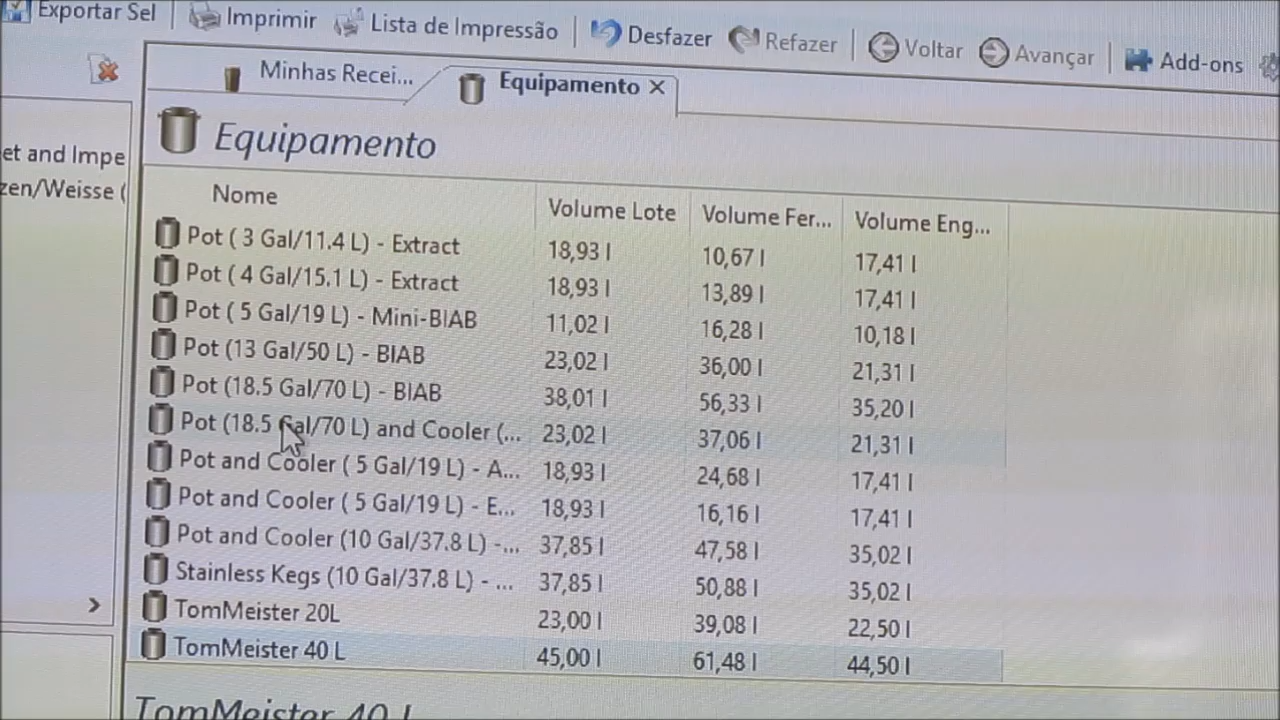 Exportar Sel Imprimir Lista de Impressão Desfazer Refazer Voltar Avançar Add-ons
Minhas Recei... Equipamento
et and Impe
zen/Weisse (
Equipamento
Nome Volume Lote Volume Fer... Volume Eng...
Pot ( 3 Gal/11.4 L) - Extract 18,93 l 10,67 l 17,41 l
Pot ( 4 Gal/15.1 L) - Extract 18,93 l 13,89 l 17,41 l
Pot ( 5 Gal/19 L) - Mini-BIAB 11,02 l 16,28 l 10,18 l
Pot (13 Gal/50 L) - BIAB 23,02 l 36,00 l 21,31 l
Pot (18.5 Gal/70 L) - BIAB 38,01 l 56,33 l 35,20 l
Pot (18.5 Gal/70 L) and Cooler (... 23,02 l 37,06 l 21,31 l
Pot and Cooler ( 5 Gal/19 L) - A... 18,93 l 24,68 l 17,41 l
Pot and Cooler ( 5 Gal/19 L) - E... 18,93 l 16,16 l 17,41 l
Pot and Cooler (10 Gal/37.8 L) -... 37,85 l 47,58 l 35,02 l
Stainless Kegs (10 Gal/37.8 L) - ... 37,85 l 50,88 l 35,02 l
TomMeister 20L 23,00 l 39,08 l 22,50 l
TomMeister 40 L 45,00 l 61,48 l 44,50 l
TomMeister 40 L